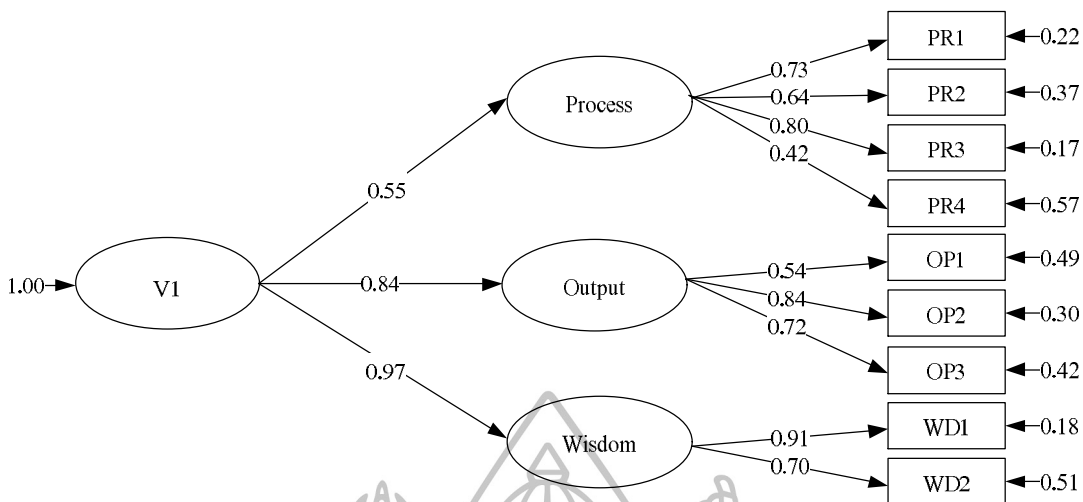 PR1
0.22
0.73
PR2
0.37
0.64
Process
0.80
PR3
0.17
0.42
0.55
PR4
0.57
OP1
0.49
0.54
1.00
V1
0.84
Output
0.84
OP2
0.30
0.72
0.97
OP3
0.42
WD1
0.18
0.91
Wisdom
0.70
WD2
0.51